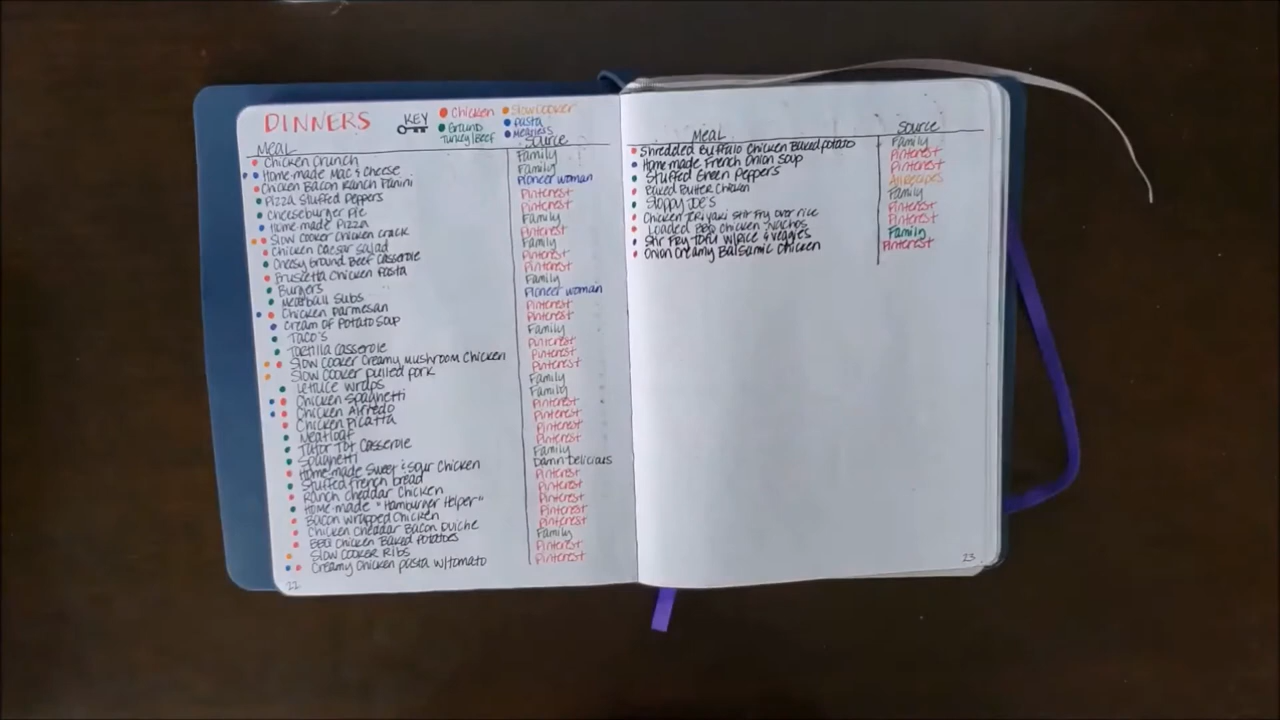 DINNERS
KEY
Chicken
Slow Cooker
Ground Turkey/Beef
Pasta
Meatless
Meal Source
Chicken Crunch Family
Home-made Mac & Cheese Family
Chicken Bacon Ranch Panini Pioneer Woman
Pizza Stuffed Peppers Pinterest
Cheeseburger Pie Pinterest
Home-made Pizza Family
Slow Cooker Chicken Crack Pinterest
Chicken Caesar Salad Family
Cheesy Ground Beef Casserole Pinterest
Bruscetta Chicken Pasta Pinterest
Burgers Family
Meatball Subs Pioneer Woman
Chicken Parmesan Pinterest
Cream of Potato Soup Pinterest
Taco's Family
Tortilla Casserole Pinterest
Slow Cooker Creamy Mushroom Chicken Pinterest
Slow Cooker Pulled Pork Pinterest
Lettuce Wraps Family
Chicken Spaghetti Family
Chicken Alfredo Pinterest
Chicken Picatta Pinterest
Meatloaf Pinterest
Tator Tot Casserole Pinterest
Spaghetti Family
Home-made Sweet & Sour Chicken Damn Delicious
Stuffed French Bread Pinterest
Ranch Cheddar Chicken Pinterest
Home-made "Hamburger Helper" Pinterest
Bacon Wrapped Chicken Pinterest
Chicken Cheddar Bacon Quiche Pinterest
BBQ Chicken Baked Potatoes Family
Slow Cooker Ribs Pinterest
Creamy Chicken Pasta w/tomato Pinterest
22
Meal Source
Shredded Buffalo Chicken Baked Potato Family
Home-made French Onion Soup Pinterest
Stuffed Green Peppers Pinterest
Baked Butter Chicken Allrecipes
Sloppy Joe's Family
Chicken Teriyaki Stir Fry over rice Pinterest
Loaded BBQ Chicken Nachos Pinterest
Stir Fry Tofu w/rice & veggies Family
Onion Creamy Balsamic Chicken Pinterest
23